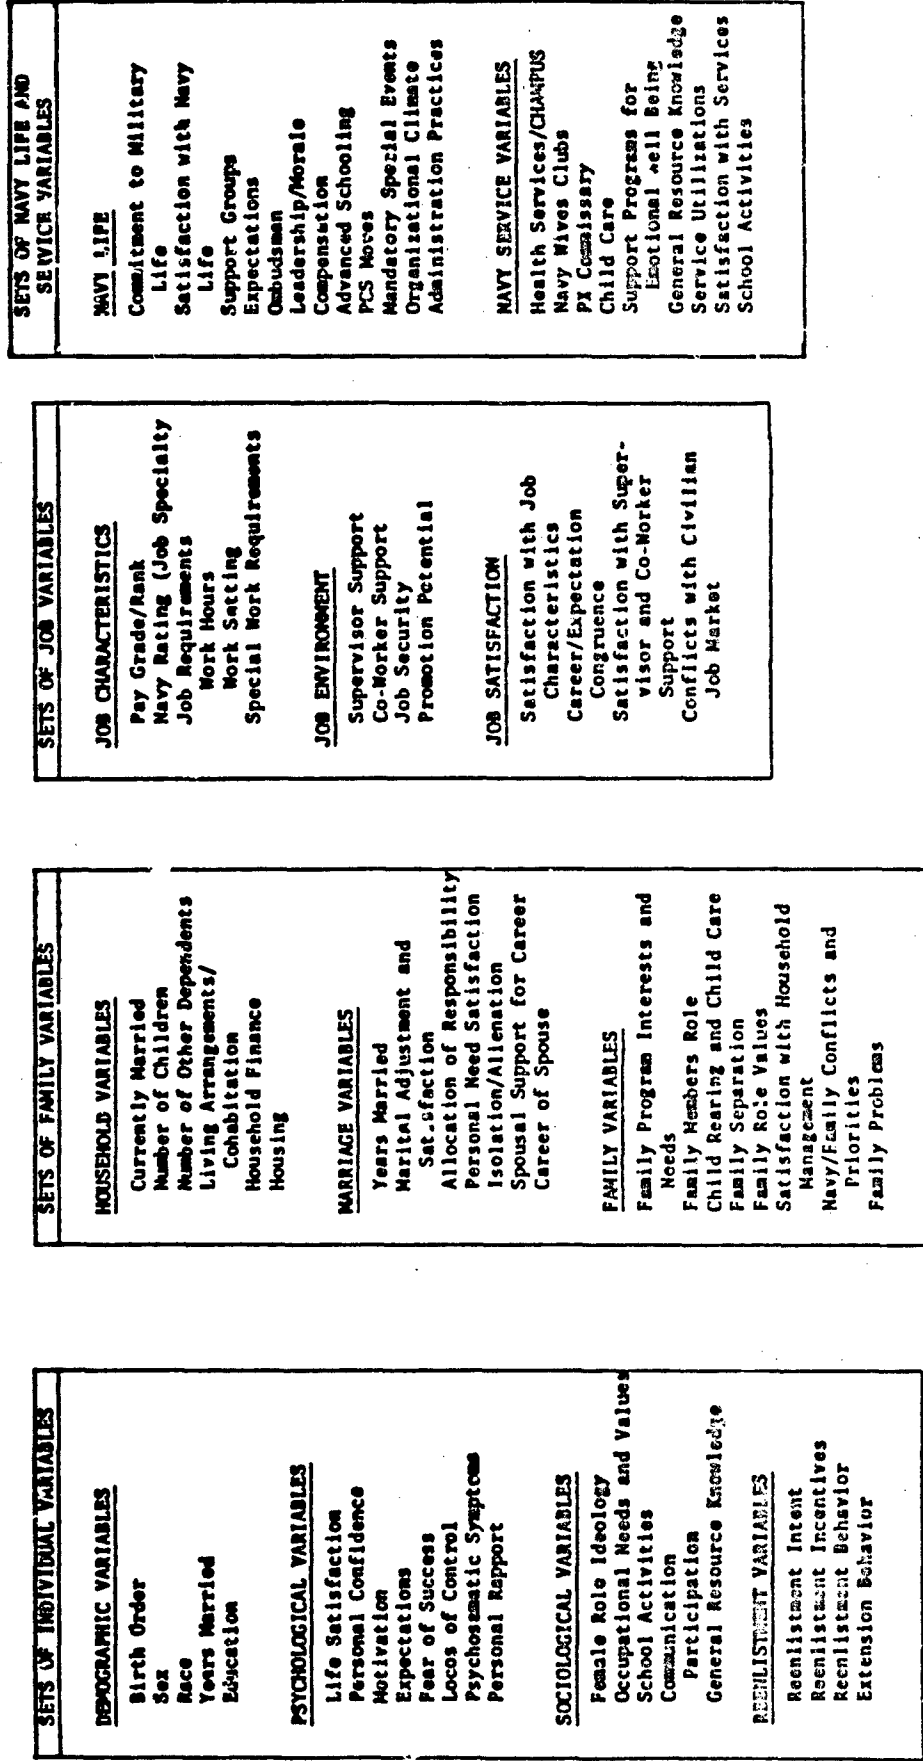 SETS OF INDIVIDUAL VARIABLES
DEMOGRAPHIC VARIABLES
Birth Order
Sex
Race
Years Married
Education
PSYCHOLOGICAL VARIABLES
Life Satisfaction
Personal Confidence
Motivation
Expectations
Fear of Success
Locos of Control
Psychosamatic Symptoms
Personal Rapport
SOCIOLOGICAL VARIABLES
Female Role Ideology
Occupational Needs and Values
School Activities
Communication
Participation
General Resource Knowledge
REENLISTMENT VARIABLES
Reenlistment Intent
Reenlistment Incentives
Reenlistment Behavior
Extension Behavior
SETS OF FAMILY VARIABLES
HOUSEHOLD VARIABLES
Currently Married
Number of Children
Number of Other Dependents
Living Arrangements/
Cohabitation
Household Finance
Housing
MARRIAGE VARIABLES
Years Married
Marital Adjustment and
Satisfaction
Allocation of Responsibility
Personal Need Satisfaction
Isolation/Alienation
Spousal Support for Career
Career of Spouse
FAMILY VARIABLES
Family Program Interests and
Needs
Family Members Role
Child Rearing and Child Care
Family Separation
Family Role Values
Satisfaction with Household
Management
Navy/Family Conflicts and
Priorities
Family Problems
SETS OF JOB VARIABLES
JOB CHARACTERISTICS
Pay Grade/Rank
Navy Rating (Job Specialty
Job Requirements
Work Hours
Work Setting
Special Work Requirements
JOB ENVIRONMENT
Supervisor Support
Co-Worker Support
Job Security
Promotion Potential
JOB SATISFACTION
Satisfaction with Job
Characteristics
Career/Expectation
Congruence
Satisfaction with Super-
visor and Co-Worker
Support
Conflicts with Civilian
Job Market
SETS OF NAVY LIFE AND
SERVICE VARIABLES
NAVY LIFE
Commitment to Military
Life
Satisfaction with Navy
Life
Support Groups
Expectations
Ombudsman
Leadership/Morale
Compensation
Advanced Schooling
PCS Moves
Mandatory Special Events
Organizational Climate
Administration Practices
NAVY SERVICE VARIABLES
Health Services/CHAMPUS
Navy Wives Clubs
PX Commissary
Child Care
Support Programs for
Emotional Well Being
General Resource Knowledge
Service Utilizations
Satisfaction with Services
School Activities